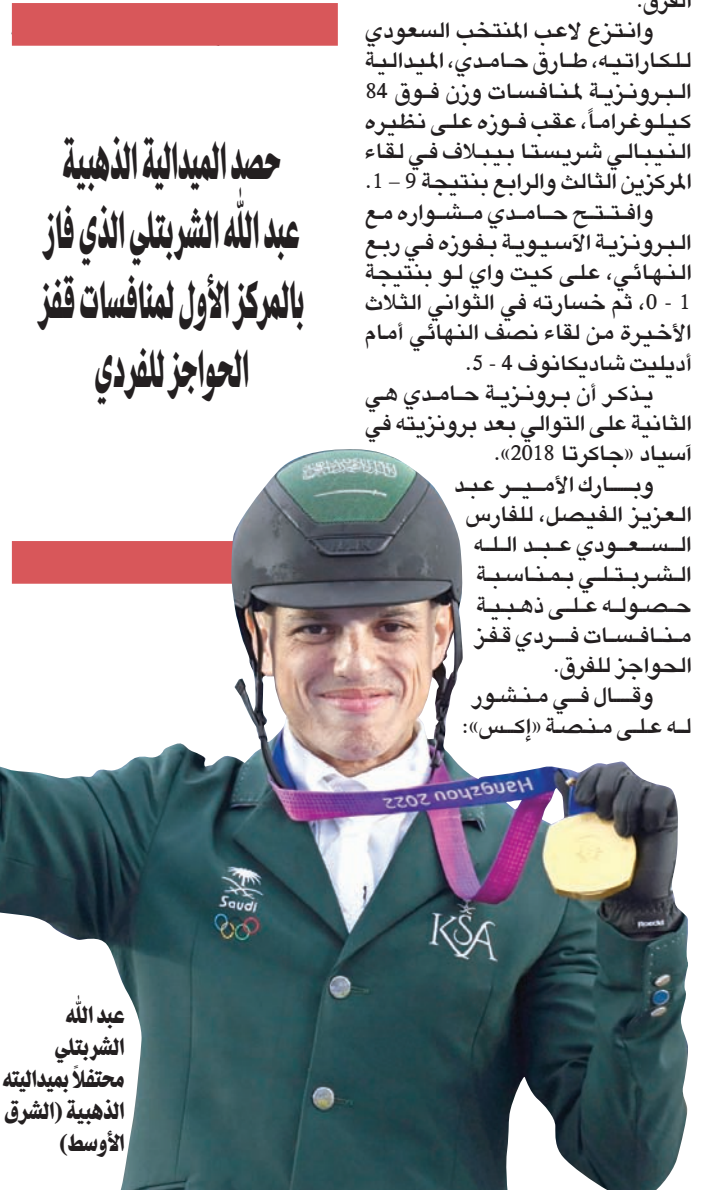 الفرق.
وانتزع لاعب المنتخب السعودي
للكاراتيه، طارق حامدي، الميدالية
البرونزية لمنافسات وزن فوق 84
كيلوغراماً، عقب فوزه على نظيره
النيبالي شريستا بيبلاف في لقاء
المركزين الثالث والرابع بنتيجة 9 – 1.
وافتتح حامدي مشواره مع
البرونزية الآسيوية بفوزه في ربع
النهائي، على كيت واي لو بنتيجة
1 - 0، ثم خسارته في الثواني الثلاث
الأخيرة من لقاء نصف النهائي أمام
أديليت شاديكانوف 4 - 5.
يذكر أن برونزية حامدي هي
الثانية على التوالي بعد برونزيته في
آسياد «جاكرتا 2018».
وبارك الأمير عبد
العزيز الفيصل، للفارس
السعودي عبد الله
الشربتلي بمناسبة
حصوله على ذهبية
منافسات فردي قفز
الحواجز للفرق.
وقال في منشور
له على منصة «إكس»:
حصد الميدالية الذهبية
عبد الله الشربتلي الذي فاز
بالمركز الأول لمنافسات قفز
الحواجز للفردي
Hangzhou 2022
Saudi
KSA
Roeckl
عبد الله
الشربتلي
محتفلاً بميداليته
الذهبية (الشرق
الأوسط)